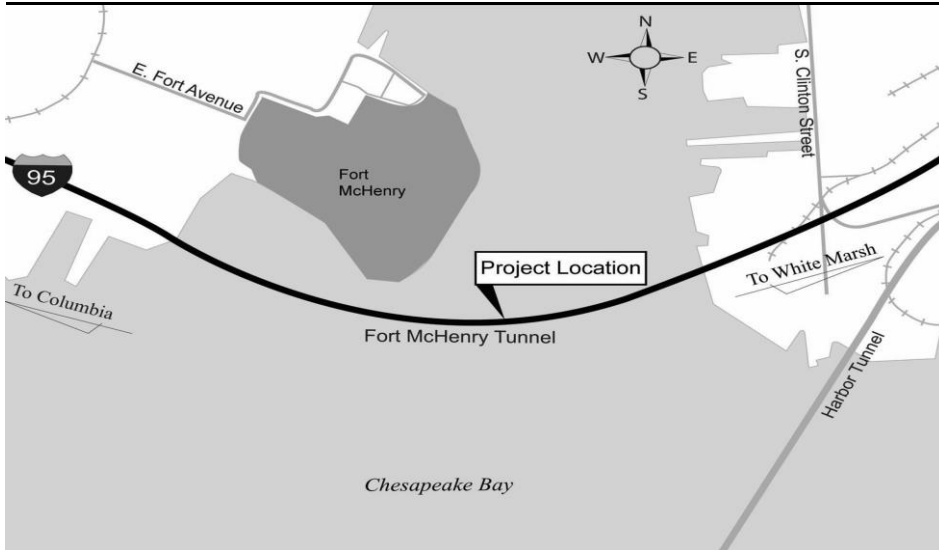 N
W E
S
E. Fort Avenue
S. Clinton Street
95
Fort
McHenry
Project Location
To White Marsh
To Columbia
Fort McHenry Tunnel
Harbor Tunnel
Chesapeake Bay